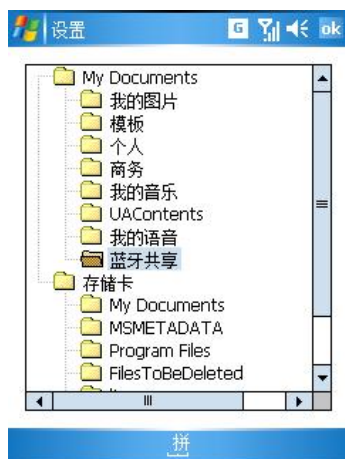 设置
G
ok
My Documents
我的图片
模板
个人
商务
我的音乐
UAContents
我的语音
蓝牙共享
存储卡
My Documents
MSMETADATA
Program Files
FilesToBeDeleted
拼